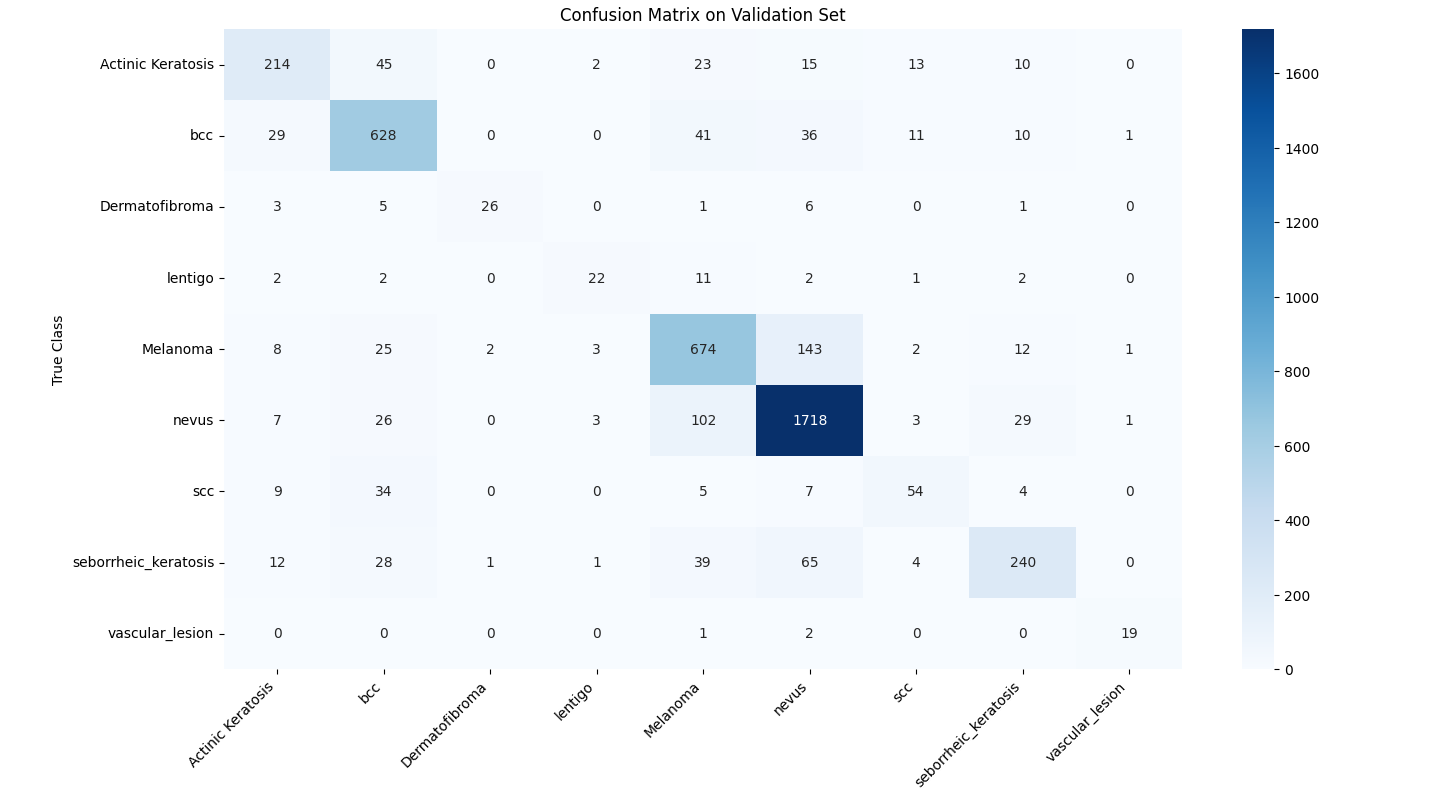 Confusion Matrix on Validation Set
True Class
Actinic Keratosis 214 45 0 2 23 15 13 10 0
bcc 29 628 0 0 41 36 11 10 1
Dermatofibroma 3 5 26 0 1 6 0 1 0
lentigo 2 2 0 22 11 2 1 2 0
Melanoma 8 25 2 3 674 143 2 12 1
nevus 7 26 0 3 102 1718 3 29 1
scc 9 34 0 0 5 7 54 4 0
seborrheic_keratosis 12 28 1 1 39 65 4 240 0
vascular_lesion 0 0 0 0 1 2 0 0 19
Actinic Keratosis
bcc
Dermatofibroma
lentigo
Melanoma
nevus
scc
seborrheic_keratosis
vascular_lesion
1600
1400
1200
1000
800
600
400
200
0